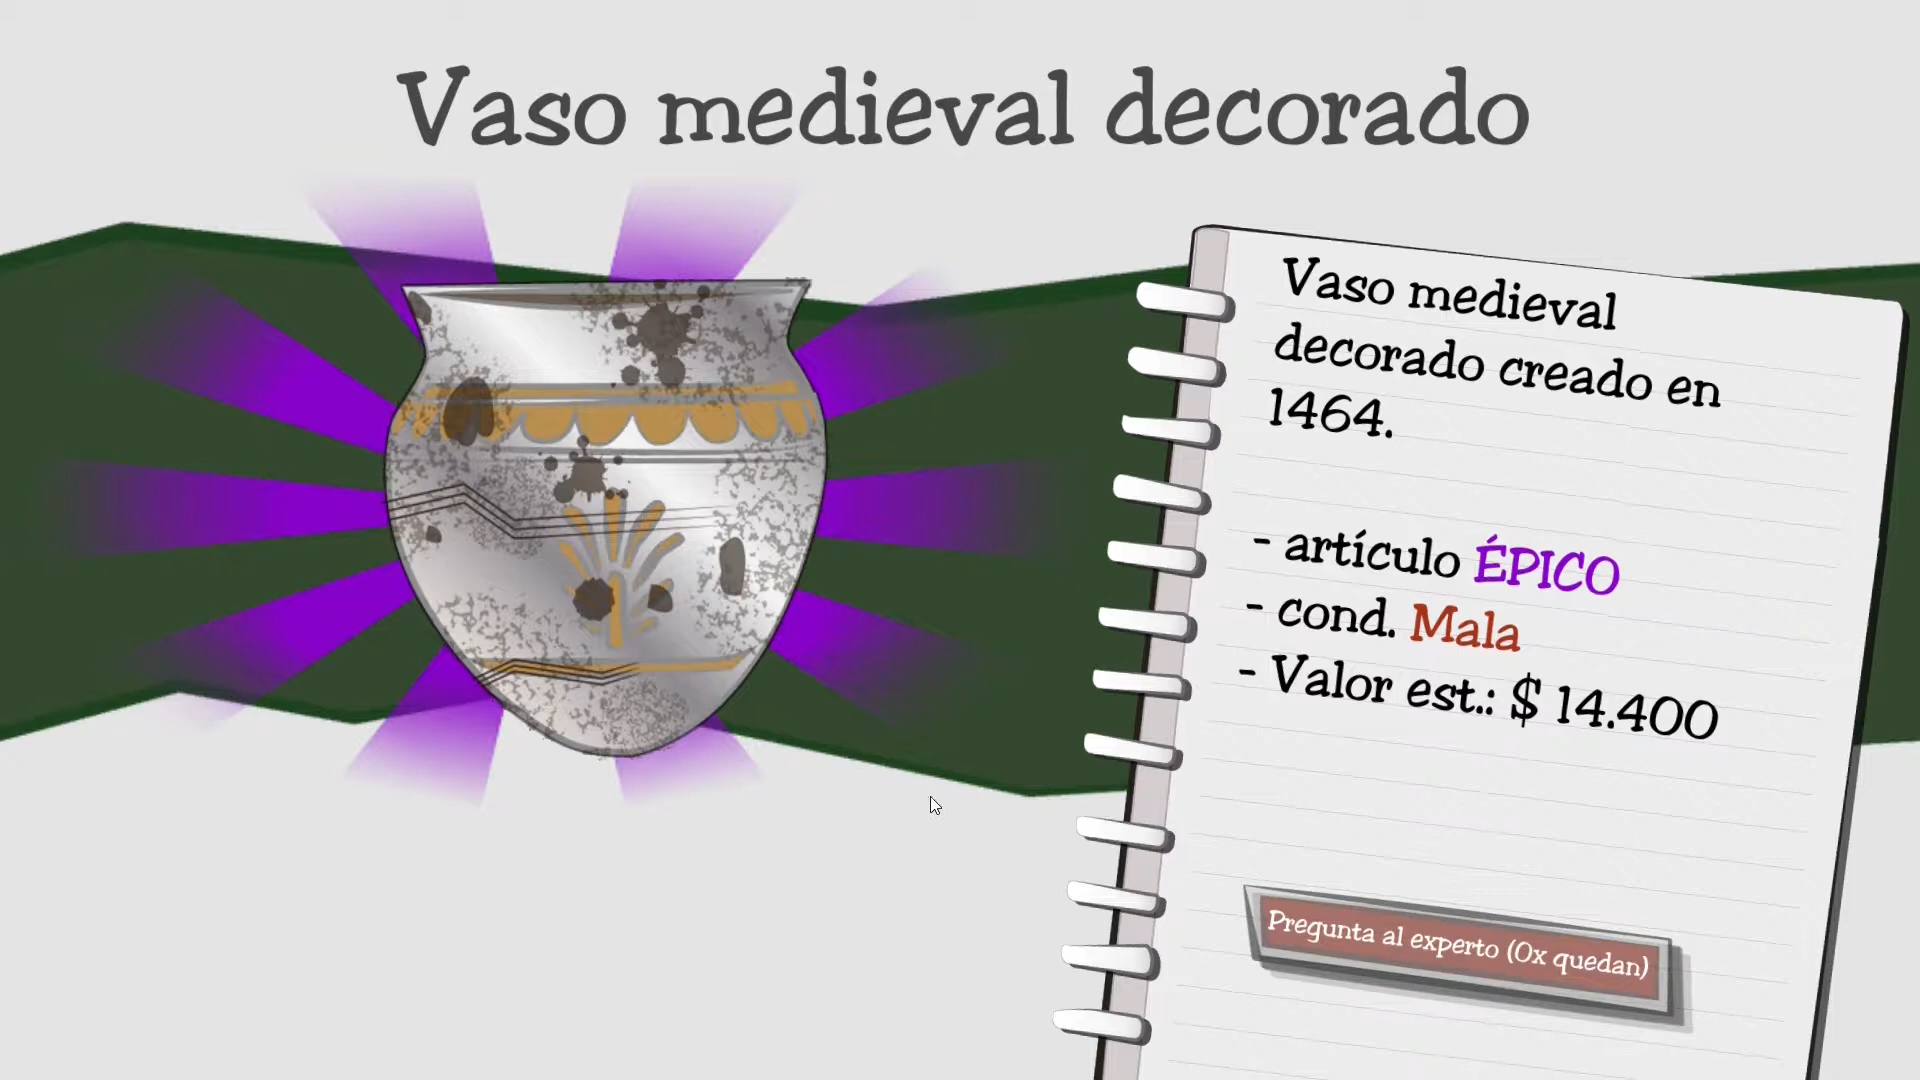 Vaso medieval decorado
Vaso medieval
decorado creado en
1464.
- artículo ÉPICO
- cond. Mala
- Valor est.: $ 14.400
Pregunta al experto (0x quedan)